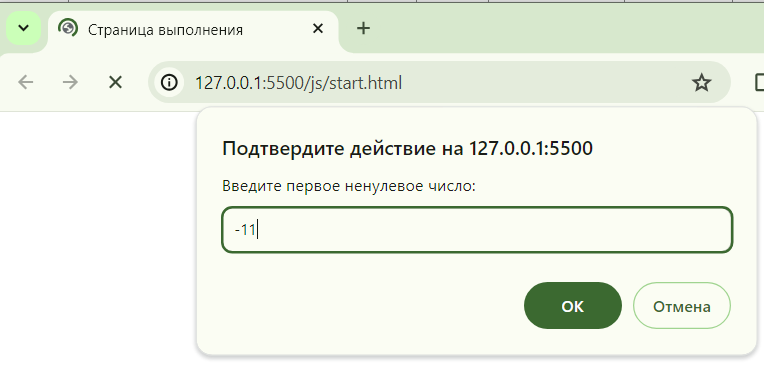 Страница выполнения
127.0.0.1:5500/js/start.html
Подтвердите действие на 127.0.0.1:5500
Введите первое ненулевое число:
-11
ОК Отмена